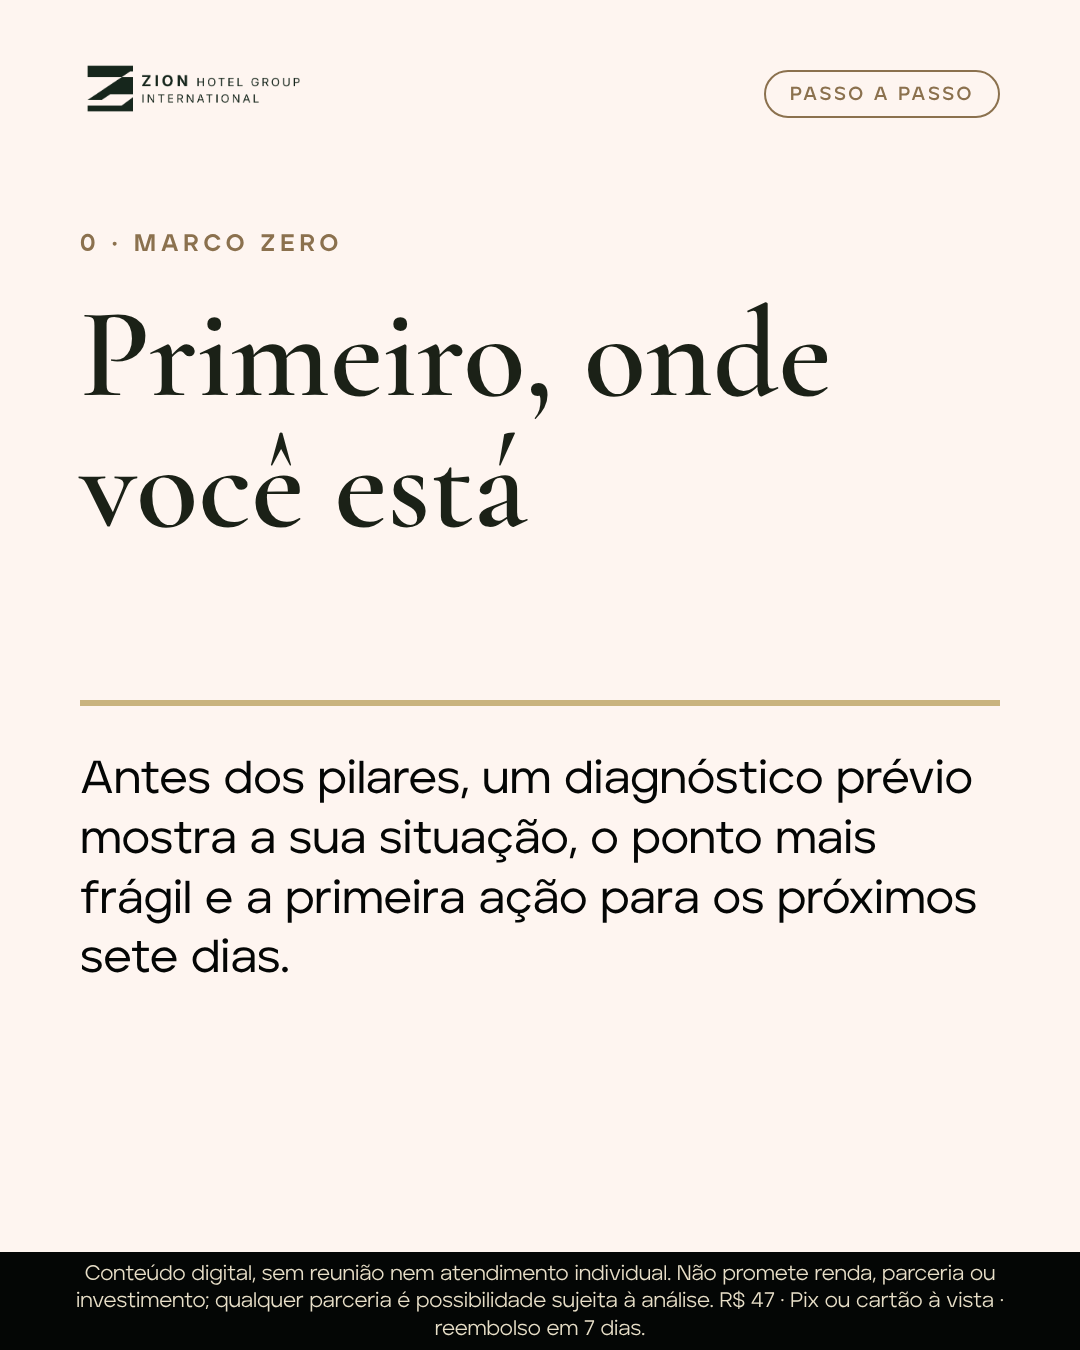 ZION HOTEL GROUP
INTERNATIONAL
PASSO A PASSO
0 · MARCO ZERO
Primeiro, onde
você está
Antes dos pilares, um diagnóstico prévio
mostra a sua situação, o ponto mais
frágil e a primeira ação para os próximos
sete dias.
Conteúdo digital, sem reunião nem atendimento individual. Não promete renda, parceria ou
investimento; qualquer parceria é possibilidade sujeita à análise. R$ 47 · Pix ou cartão à vista ·
reembolso em 7 dias.